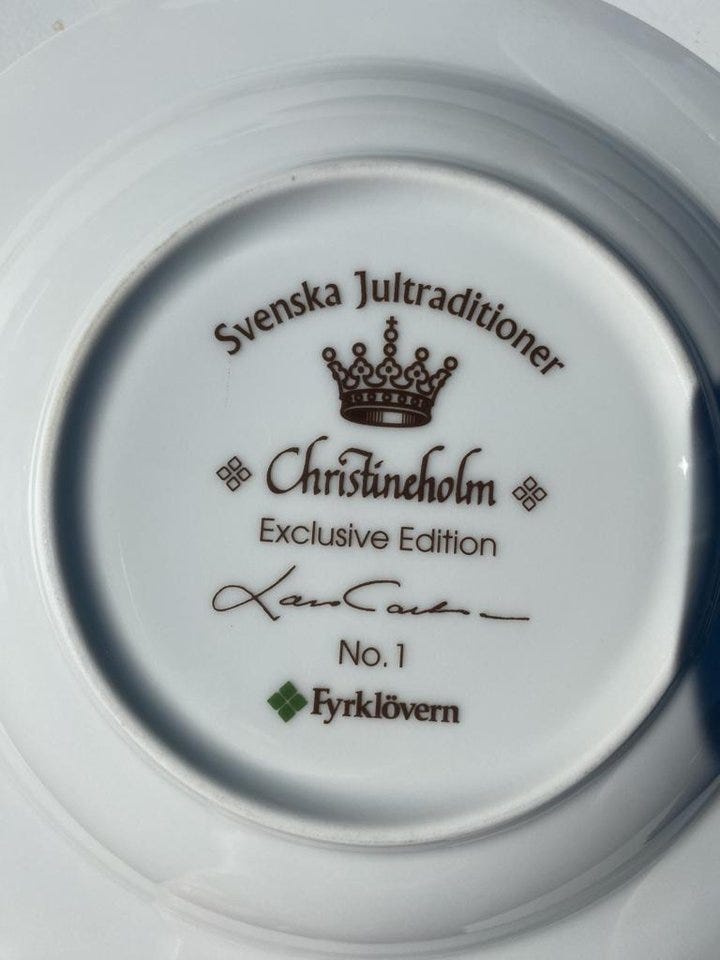 Svenska Jultraditioner
Christineholm
Exclusive Edition
No. 1
Fyrklövern